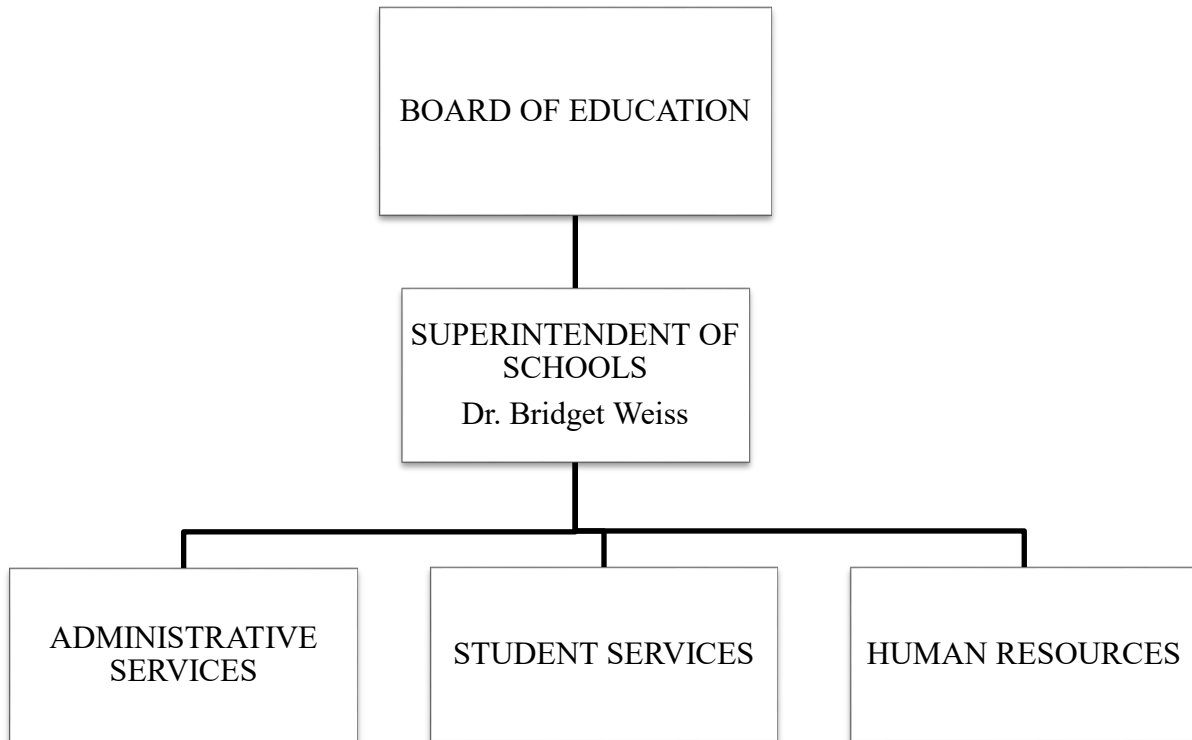 BOARD OF EDUCATION
SUPERINTENDENT OF
SCHOOLS
Dr. Bridget Weiss
ADMINISTRATIVE
SERVICES
STUDENT SERVICES
HUMAN RESOURCES